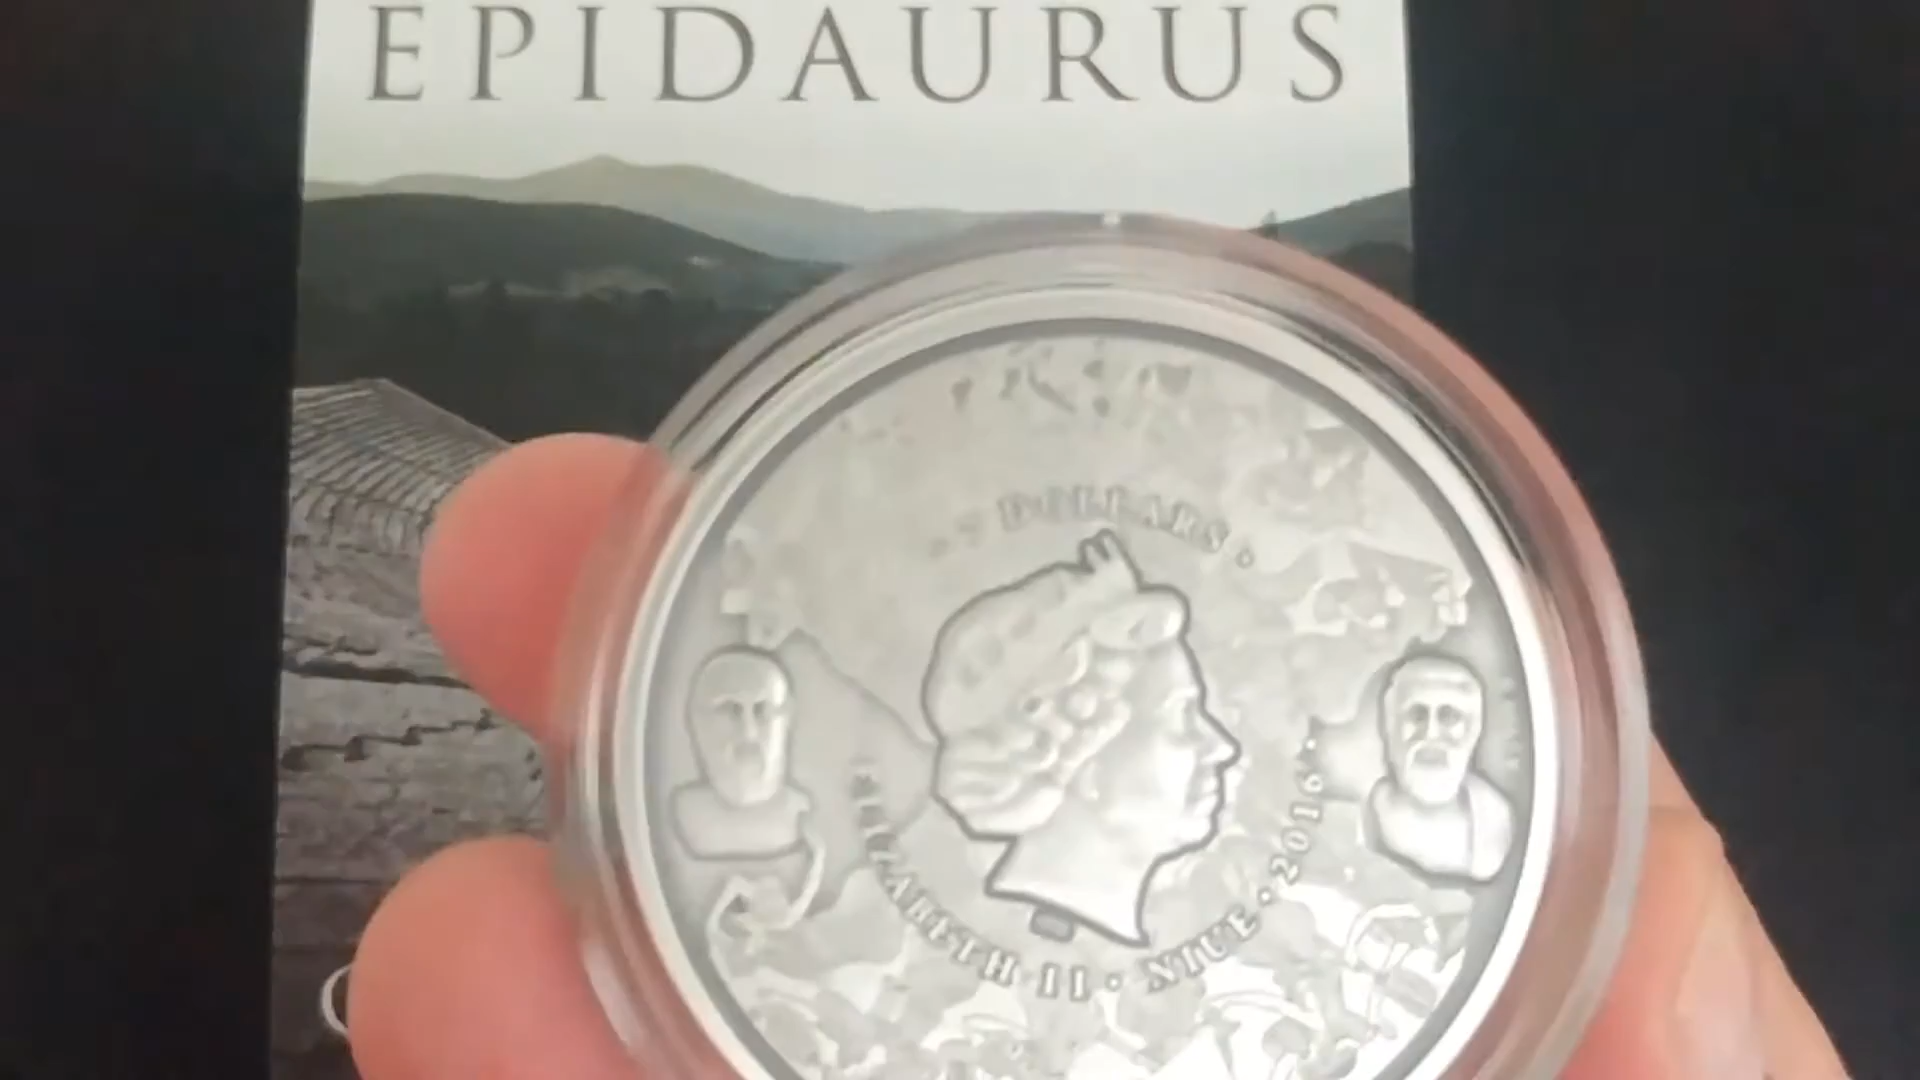 EPIDAURUS
DOLLARS ·
ELIZABETH II · NIUE · 2016 ·